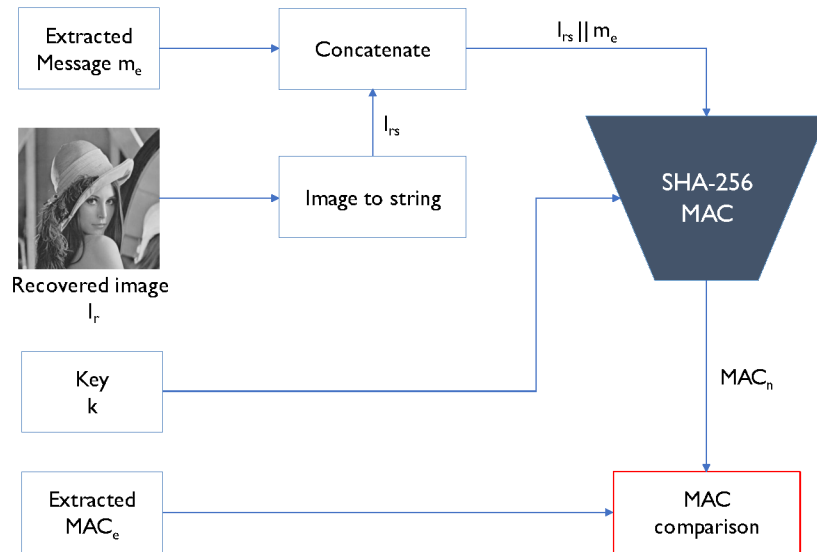 Extracted
Message mₑ
Concatenate
Iᵣₛ || mₑ
Iᵣₛ
SHA-256
MAC
Image to string
Recovered image
Iᵣ
Key
k
MACₙ
Extracted
MACₑ
MAC
comparison